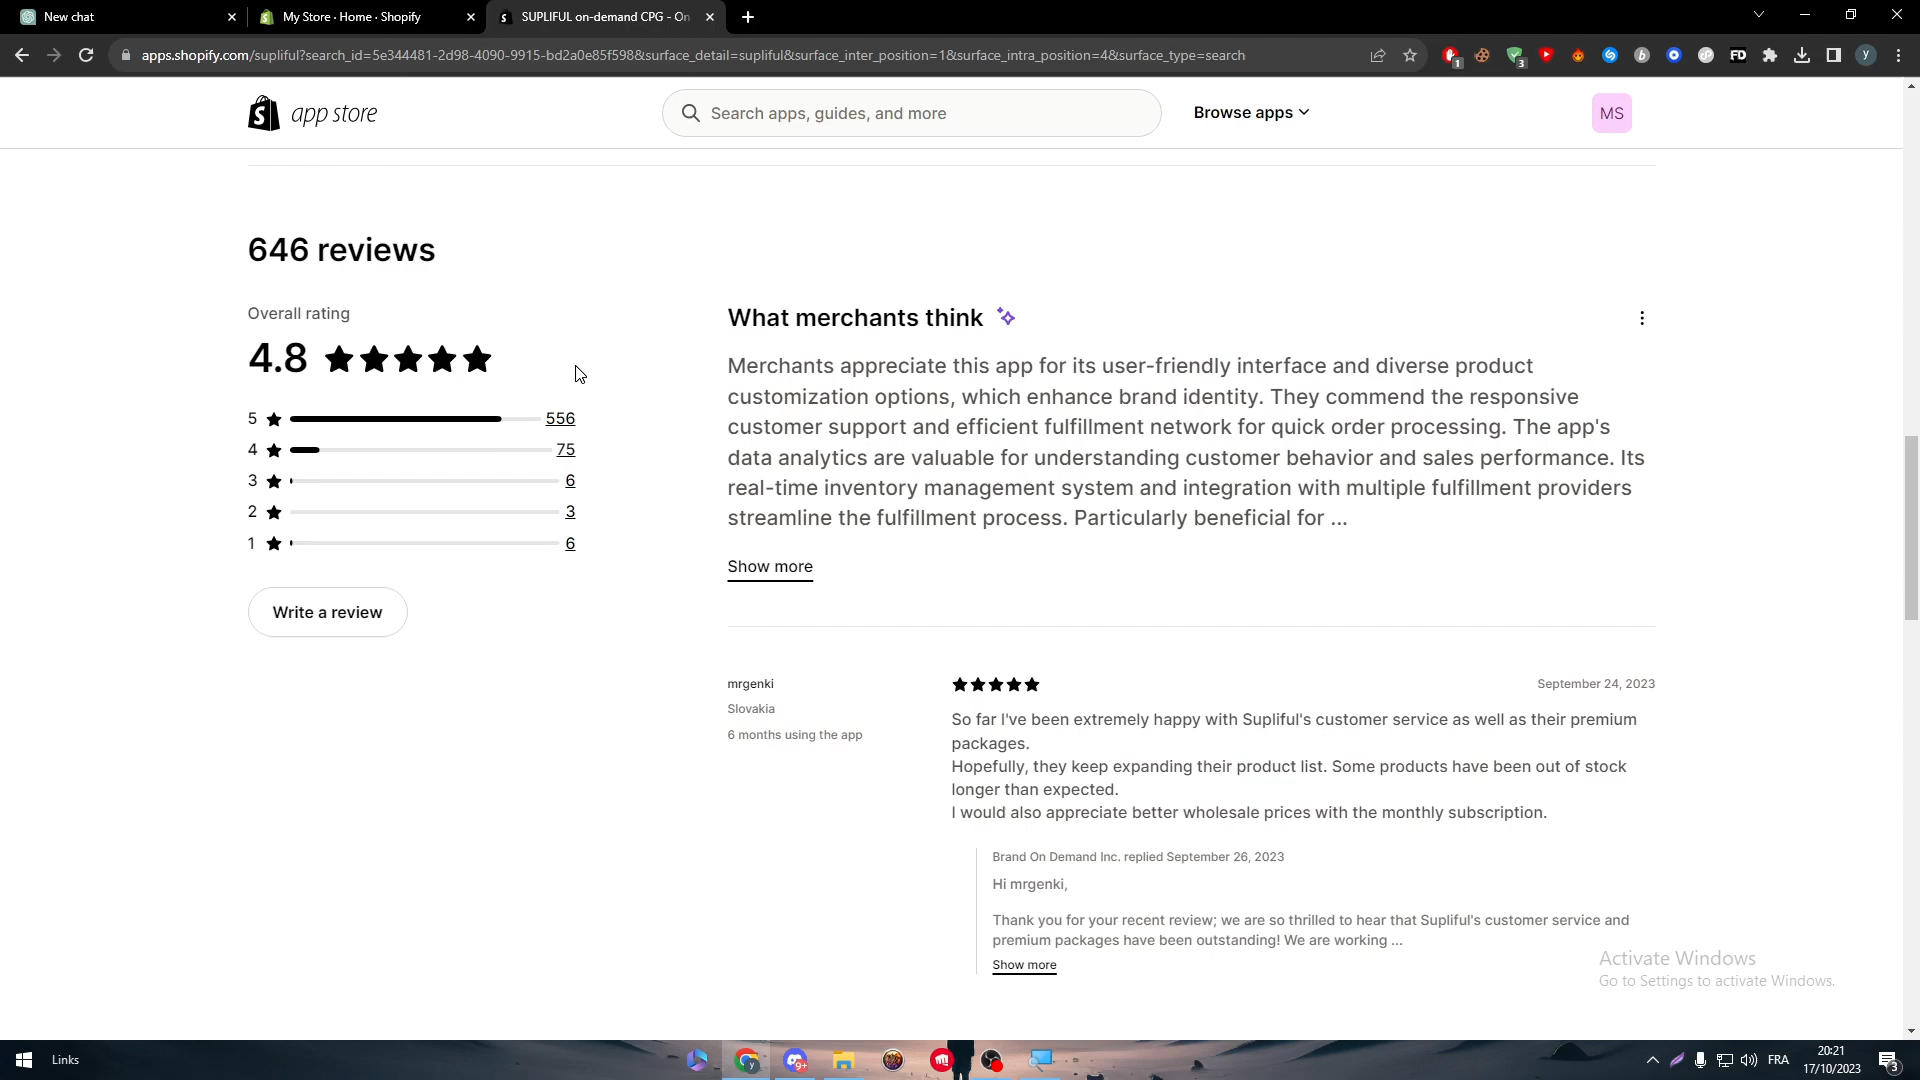 New chat
My Store · Home · Shopify
SUPLIFUL on-demand CPG - On
apps.shopify.com/supliful?search_id=5e344481-2d98-4090-9915-bd2a0e85f598&surface_detail=supliful&surface_inter_position=1&surface_intra_position=4&surface_type=search
1
3
FD
y
app store
Search apps, guides, and more
Browse apps
MS
646 reviews
Overall rating
4.8
5 556
4 75
3 6
2 3
1 6
Write a review
What merchants think
Merchants appreciate this app for its user-friendly interface and diverse product
customization options, which enhance brand identity. They commend the responsive
customer support and efficient fulfillment network for quick order processing. The app's
data analytics are valuable for understanding customer behavior and sales performance. Its
real-time inventory management system and integration with multiple fulfillment providers
streamline the fulfillment process. Particularly beneficial for ...
Show more
mrgenki
Slovakia
6 months using the app
September 24, 2023
So far I've been extremely happy with Supliful's customer service as well as their premium
packages.
Hopefully, they keep expanding their product list. Some products have been out of stock
longer than expected.
I would also appreciate better wholesale prices with the monthly subscription.
Brand On Demand Inc. replied September 26, 2023
Hi mrgenki,
Thank you for your recent review; we are so thrilled to hear that Supliful's customer service and
premium packages have been outstanding! We are working ...
Show more
Activate Windows
Go to Settings to activate Windows.
Links
9+
FRA
20:21
17/10/2023
3